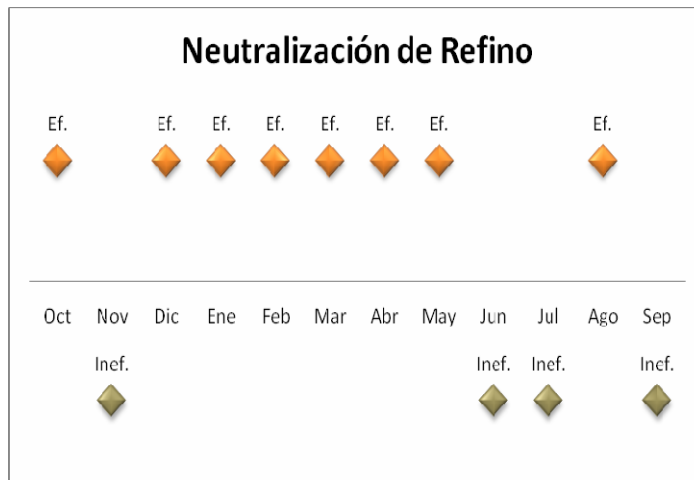 Neutralización de Refino
Ef. Ef. Ef. Ef. Ef. Ef. Ef. Ef.
Oct Nov Dic Ene Feb Mar Abr May Jun Jul Ago Sep
Inef. Inef. Inef. Inef.